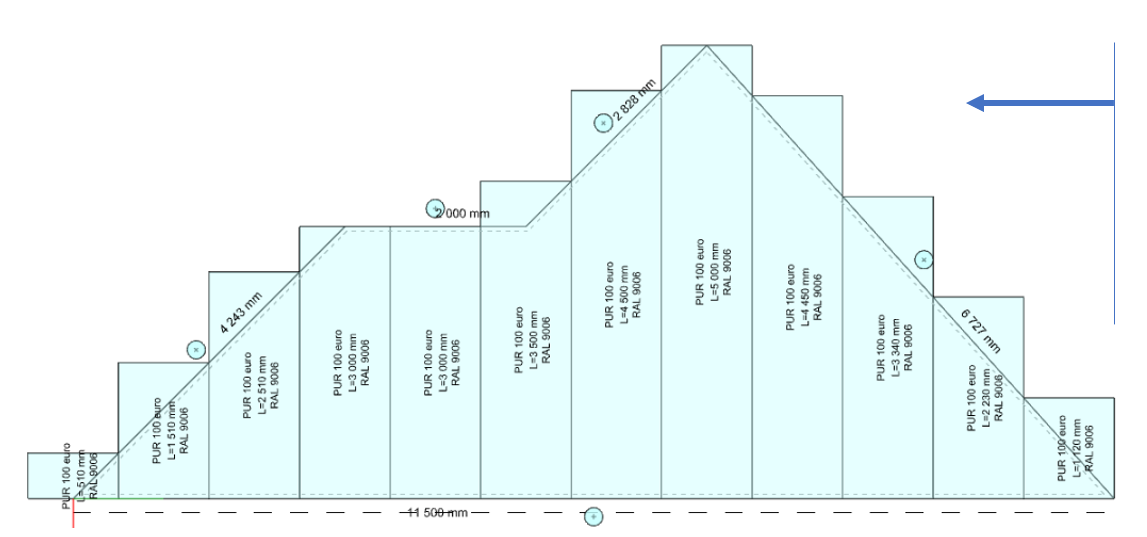 2 828 mm
2 000 mm
4 243 mm
6 727 mm
PUR 100 euro
L=510 mm
RAL 9006
PUR 100 euro
L=1 510 mm
RAL 9006
PUR 100 euro
L=2 510 mm
RAL 9006
PUR 100 euro
L=3 000 mm
RAL 9006
PUR 100 euro
L=3 000 mm
RAL 9006
PUR 100 euro
L=3 500 mm
RAL 9006
PUR 100 euro
L=4 500 mm
RAL 9006
PUR 100 euro
L=5 000 mm
RAL 9006
PUR 100 euro
L=4 450 mm
RAL 9006
PUR 100 euro
L=3 340 mm
RAL 9006
PUR 100 euro
L=2 230 mm
RAL 9006
PUR 100 euro
L=1 120 mm
RAL 9006
11 500 mm